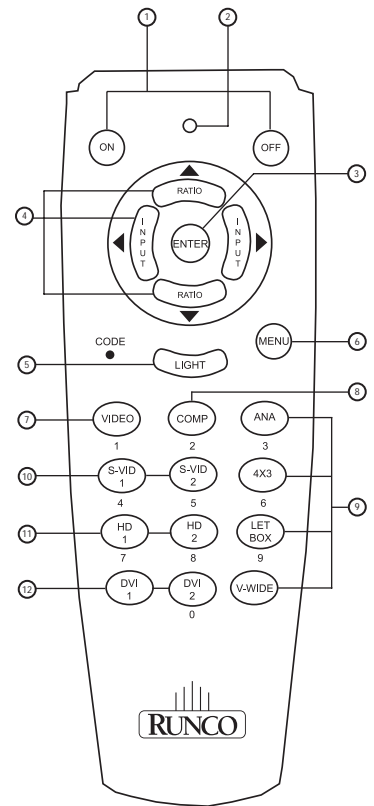 1 2
ON OFF
RATIO
3
4
INPUT ENTER INPUT
RATIO
CODE
MENU 6
5 LIGHT
8
7 VIDEO COMP ANA
1 2 3
10 S-VID 1 S-VID 2 4X3
4 5 6
9
11 HD 1 HD 2 LET BOX
7 8 9
12 DVI 1 DVI 2 V-WIDE
0
RUNCO